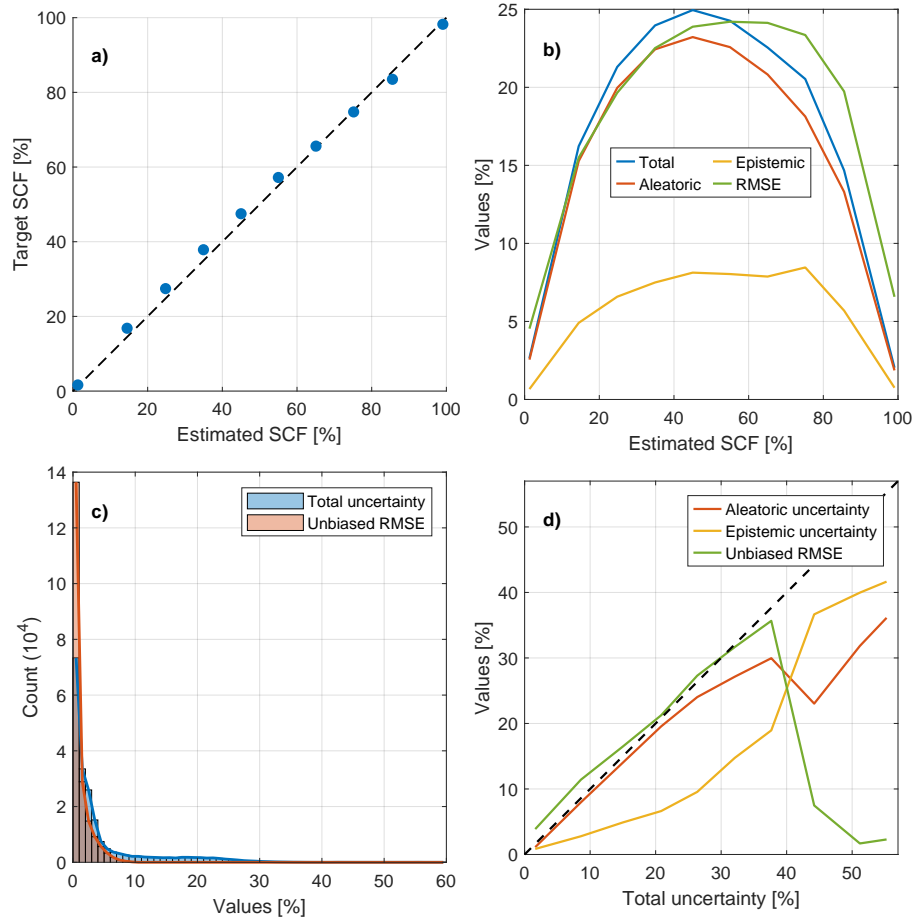 a)
100
80
60
40
20
0
Target SCF [%]
0 20 40 60 80 100
Estimated SCF [%]
b)
25
20
15
10
5
0
Values [%]
Total
Aleatoric
Epistemic
RMSE
0 20 40 60 80 100
Estimated SCF [%]
c)
14
12
10
8
6
4
2
0
Count (10^4)
Total uncertainty
Unbiased RMSE
0 10 20 30 40 50 60
Values [%]
d)
50
40
30
20
10
0
Values [%]
Aleatoric uncertainty
Epistemic uncertainty
Unbiased RMSE
0 10 20 30 40 50
Total uncertainty [%]